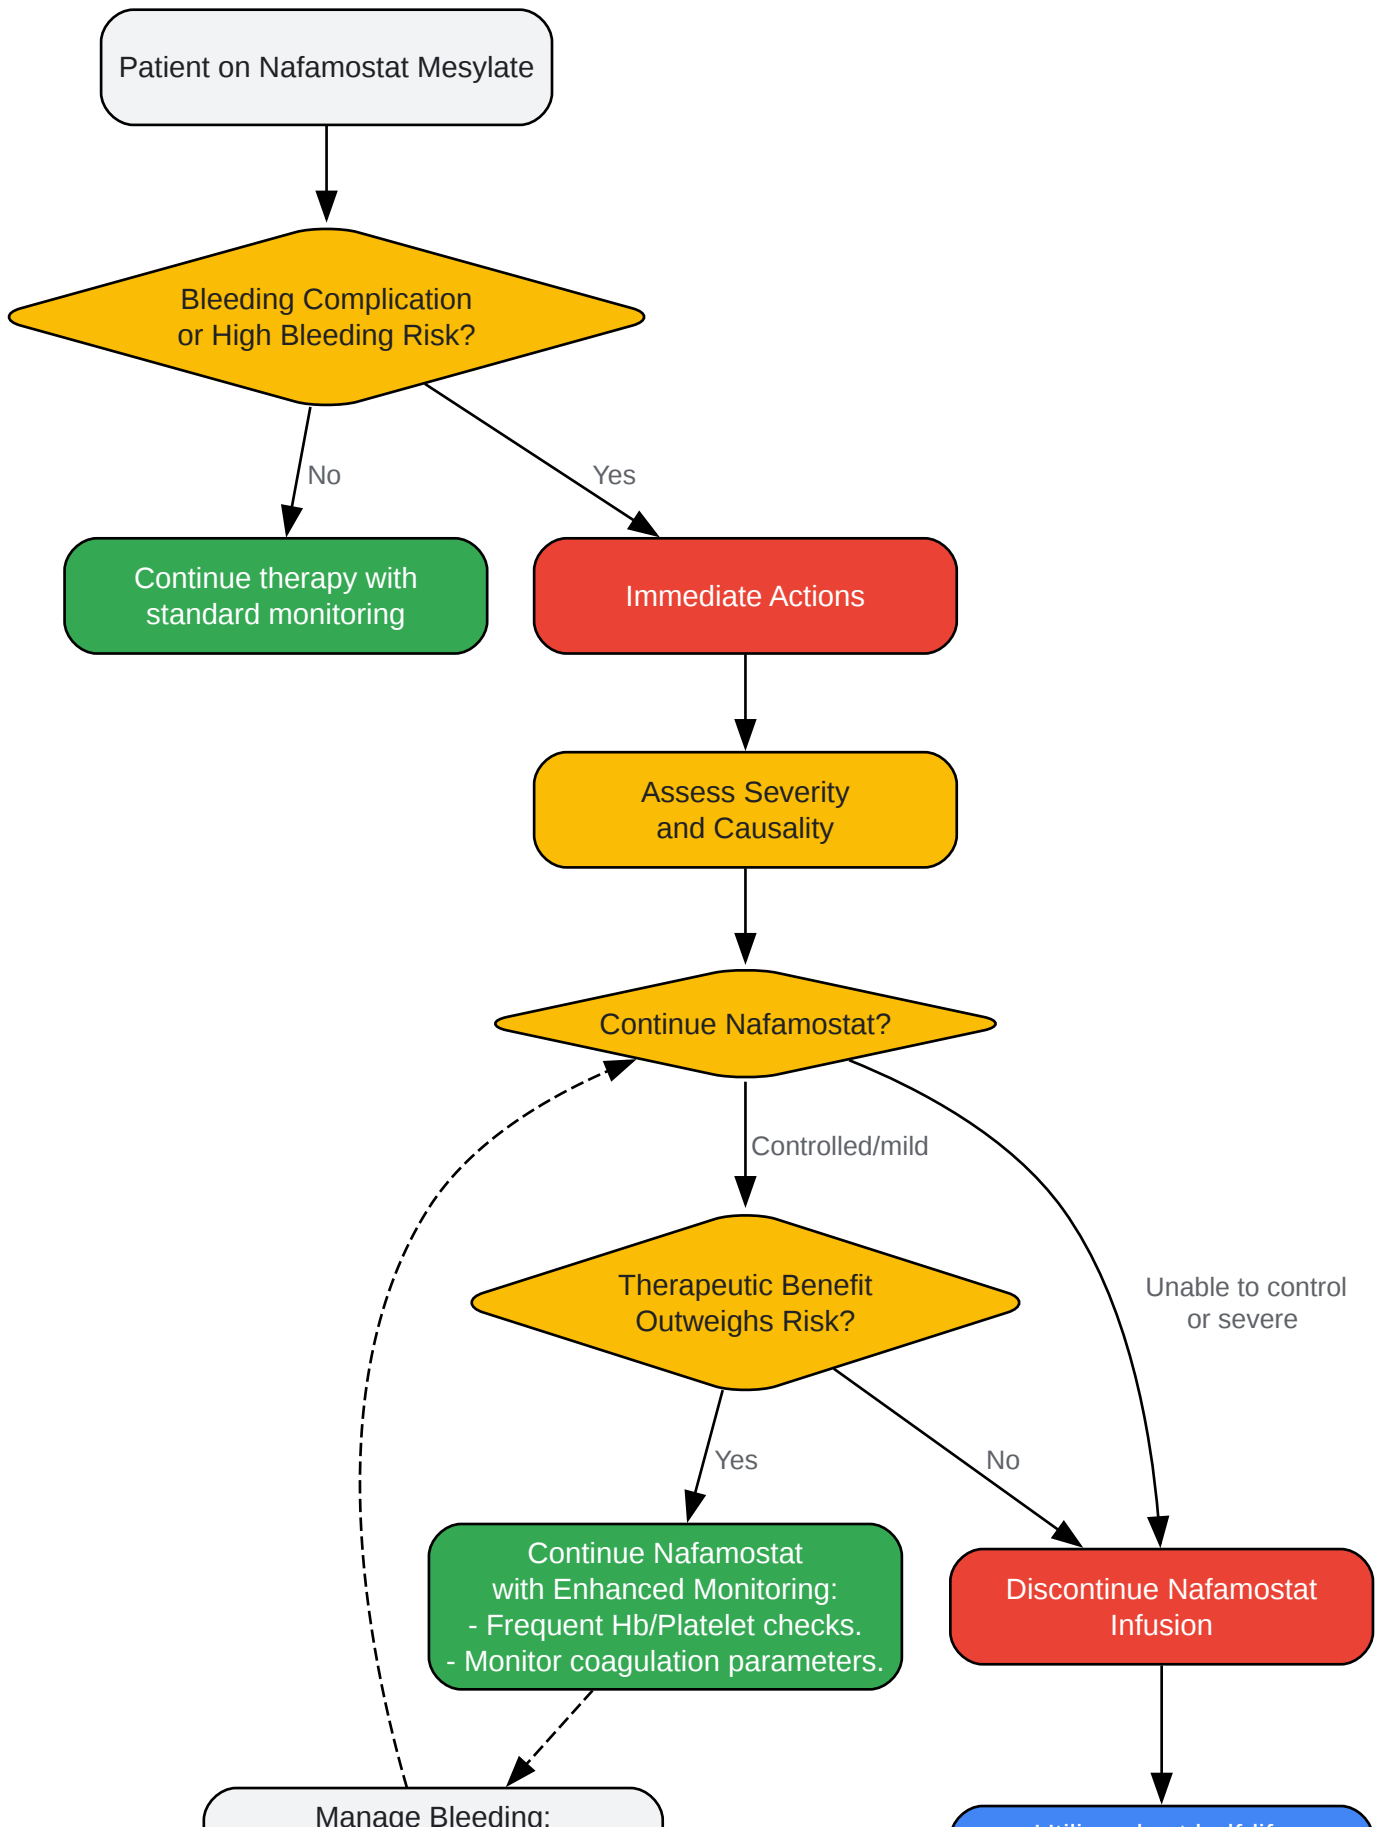 Patient on Nafamostat Mesylate
Bleeding Complication
or High Bleeding Risk?
No
Yes
Continue therapy with
standard monitoring
Immediate Actions
Assess Severity
and Causality
Continue Nafamostat?
Controlled/mild
Therapeutic Benefit
Outweighs Risk?
Unable to control
or severe
Yes
No
Continue Nafamostat
with Enhanced Monitoring:
- Frequent Hb/Platelet checks.
- Monitor coagulation parameters.
Discontinue Nafamostat
Infusion
Manage Bleeding: